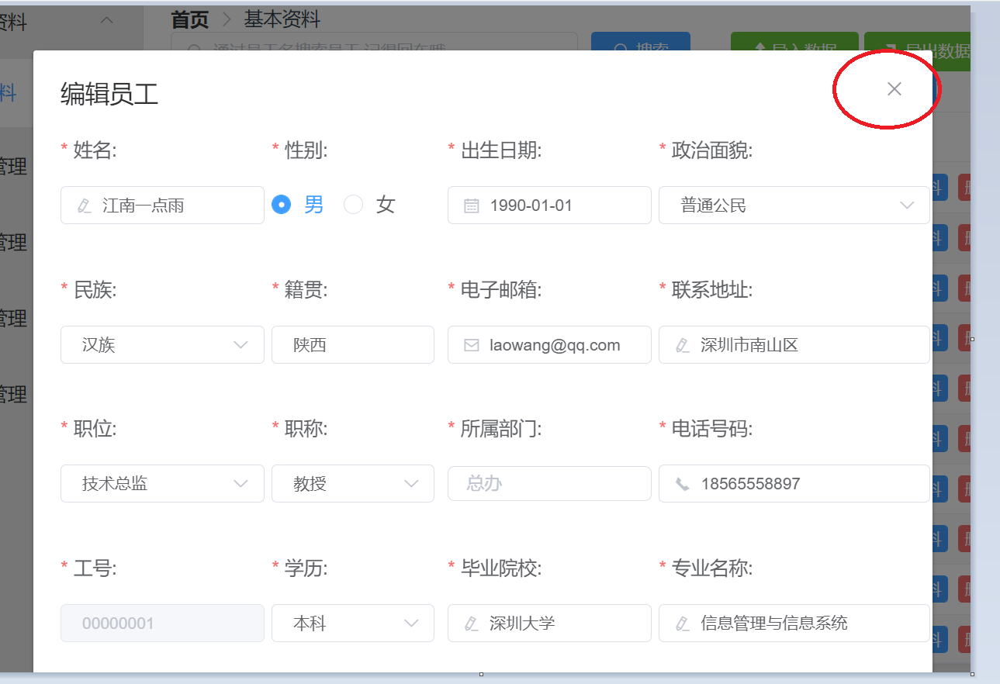 资料
首页 > 基本资料
通过员工名搜索员工,记得回车哦
搜索
导入数据
导出数据
料
管理
管理
管理
管理
编辑员工
* 姓名:
* 性别:
* 出生日期:
* 政治面貌:
江南一点雨
男
女
1990-01-01
普通公民
* 民族:
* 籍贯:
* 电子邮箱:
* 联系地址:
汉族
陕西
laowang@qq.com
深圳市南山区
* 职位:
* 职称:
* 所属部门:
* 电话号码:
技术总监
教授
总办
18565558897
* 工号:
* 学历:
* 毕业院校:
* 专业名称:
00000001
本科
深圳大学
信息管理与信息系统